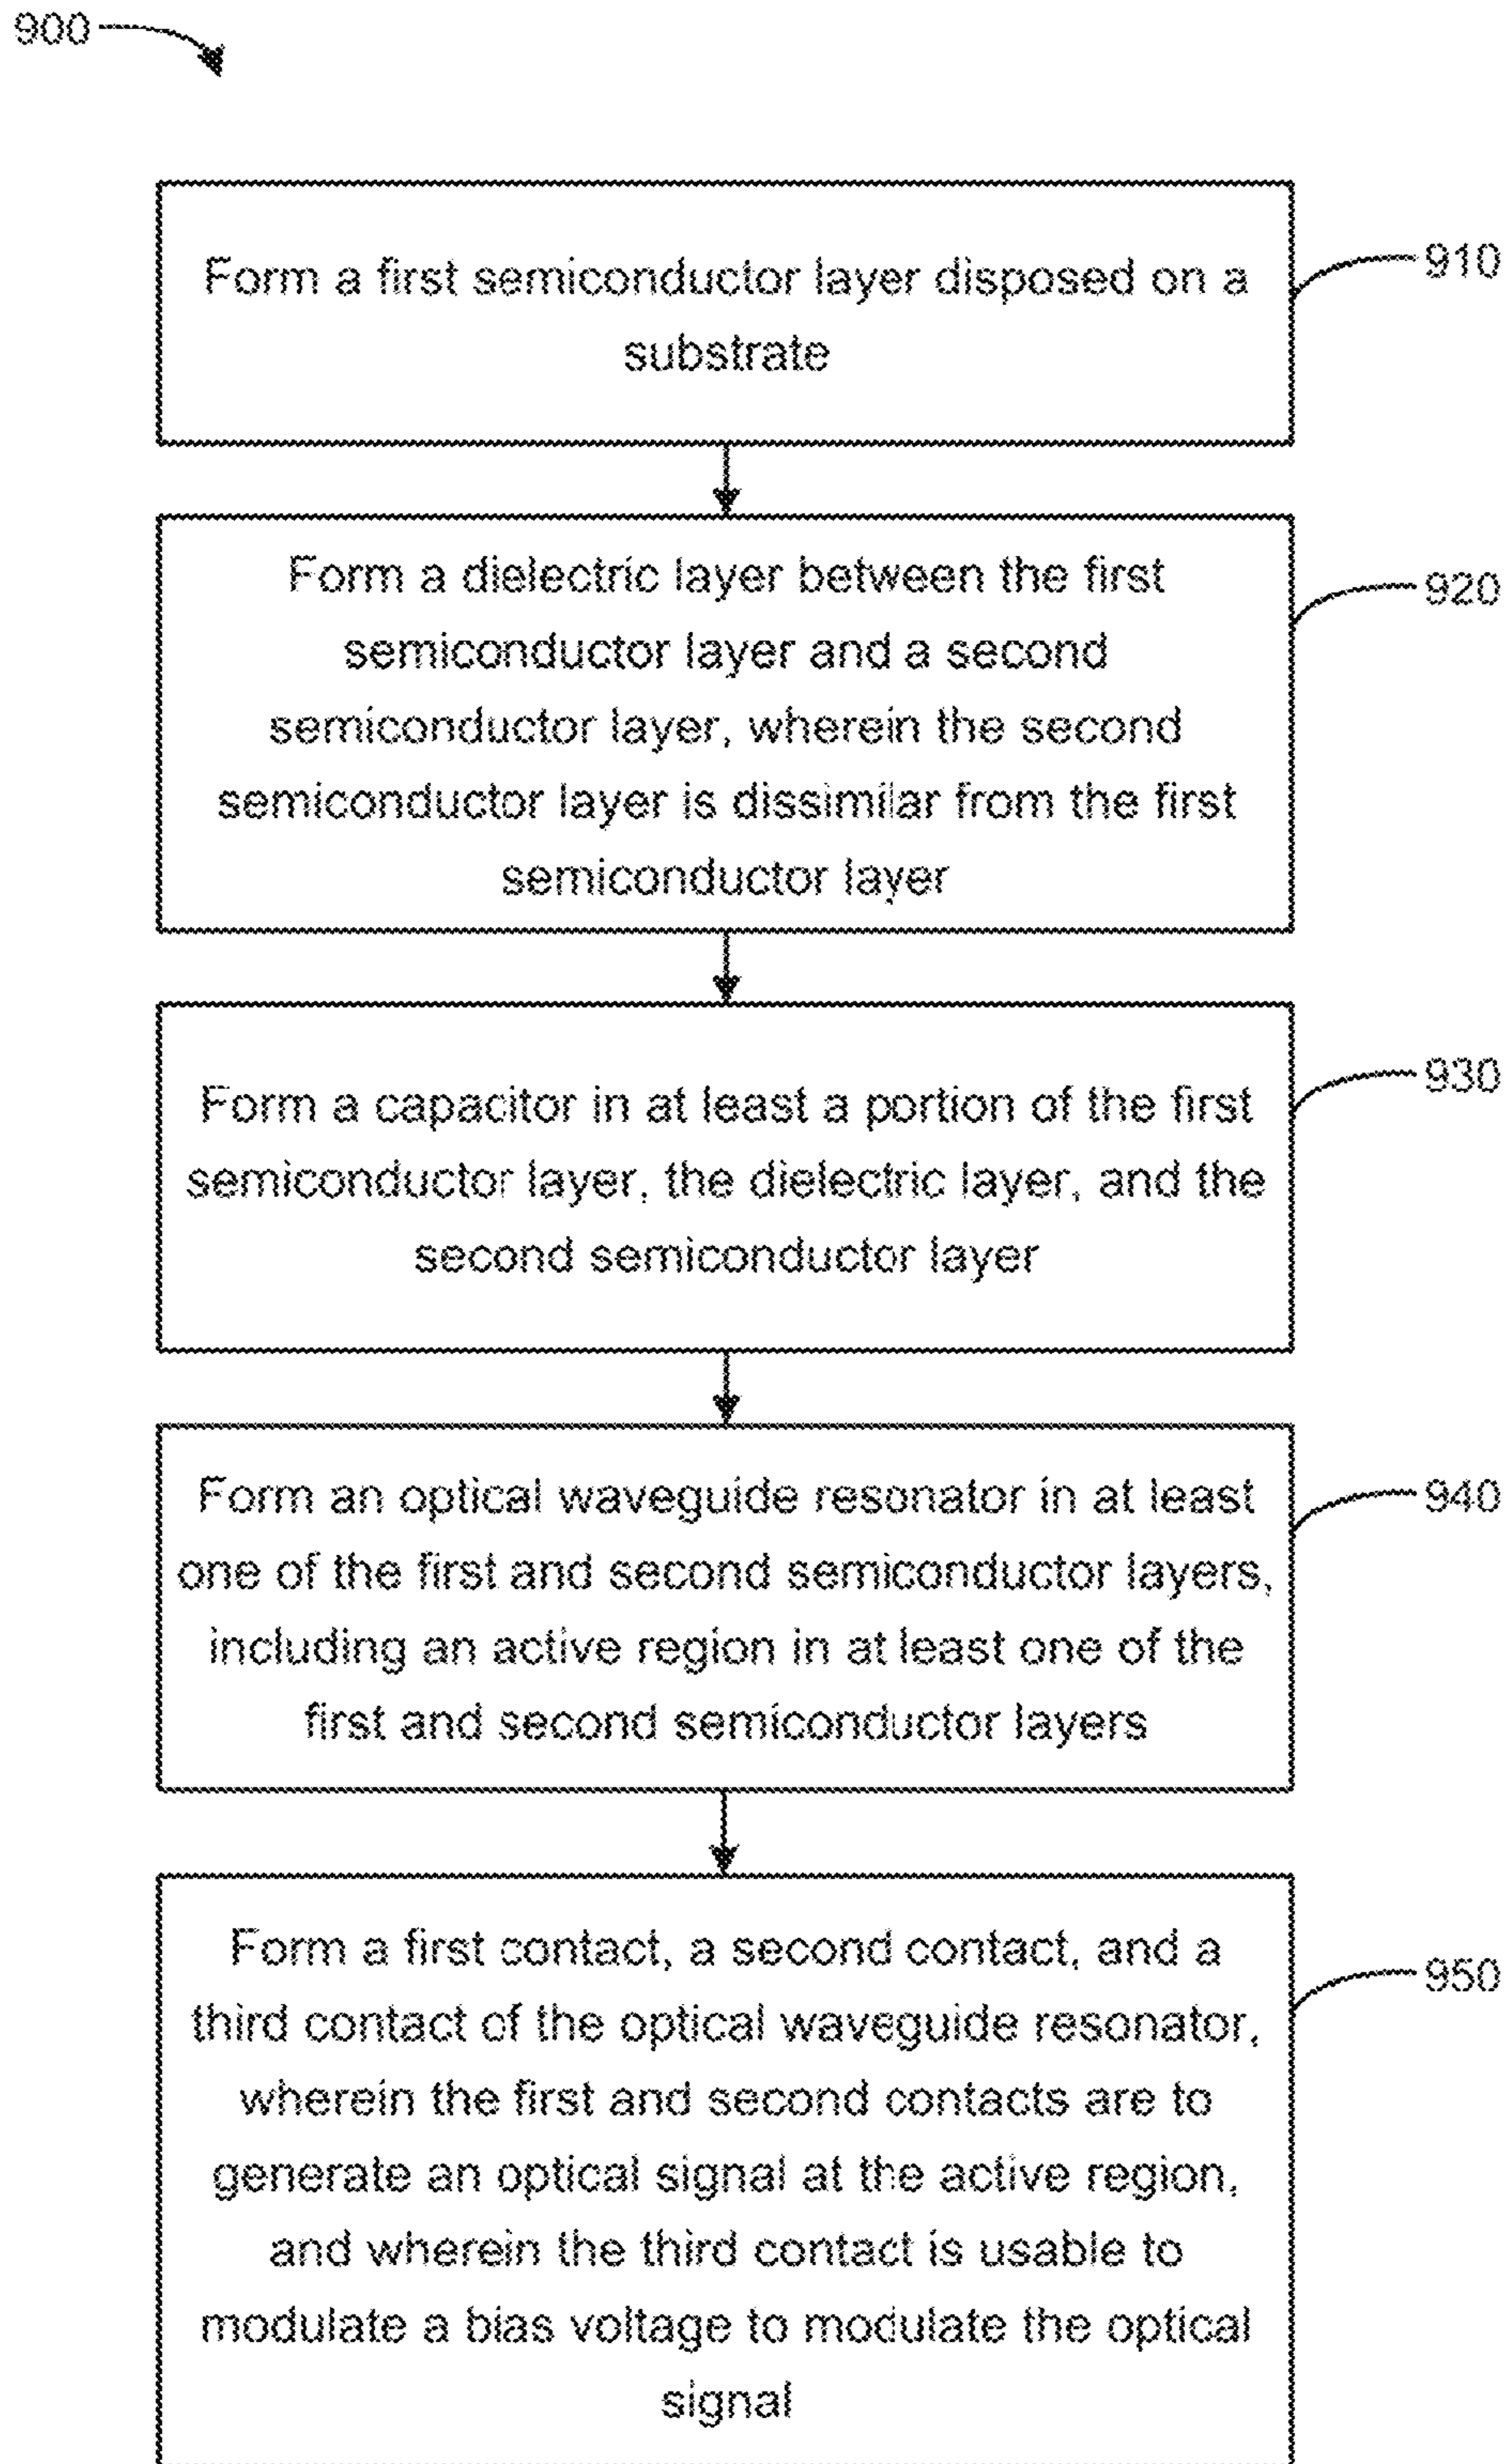 900
Form a first semiconductor layer disposed on a
substrate
910
Form a dielectric layer between the first
semiconductor layer and a second
semiconductor layer, wherein the second
semiconductor layer is dissimilar from the first
semiconductor layer
920
Form a capacitor in at least a portion of the first
semiconductor layer, the dielectric layer, and the
second semiconductor layer
930
Form an optical waveguide resonator in at least
one of the first and second semiconductor layers,
including an active region in at least one of the
first and second semiconductor layers
940
Form a first contact, a second contact, and a
third contact of the optical waveguide resonator,
wherein the first and second contacts are to
generate an optical signal at the active region,
and wherein the third contact is usable to
modulate a bias voltage to modulate the optical
signal
950